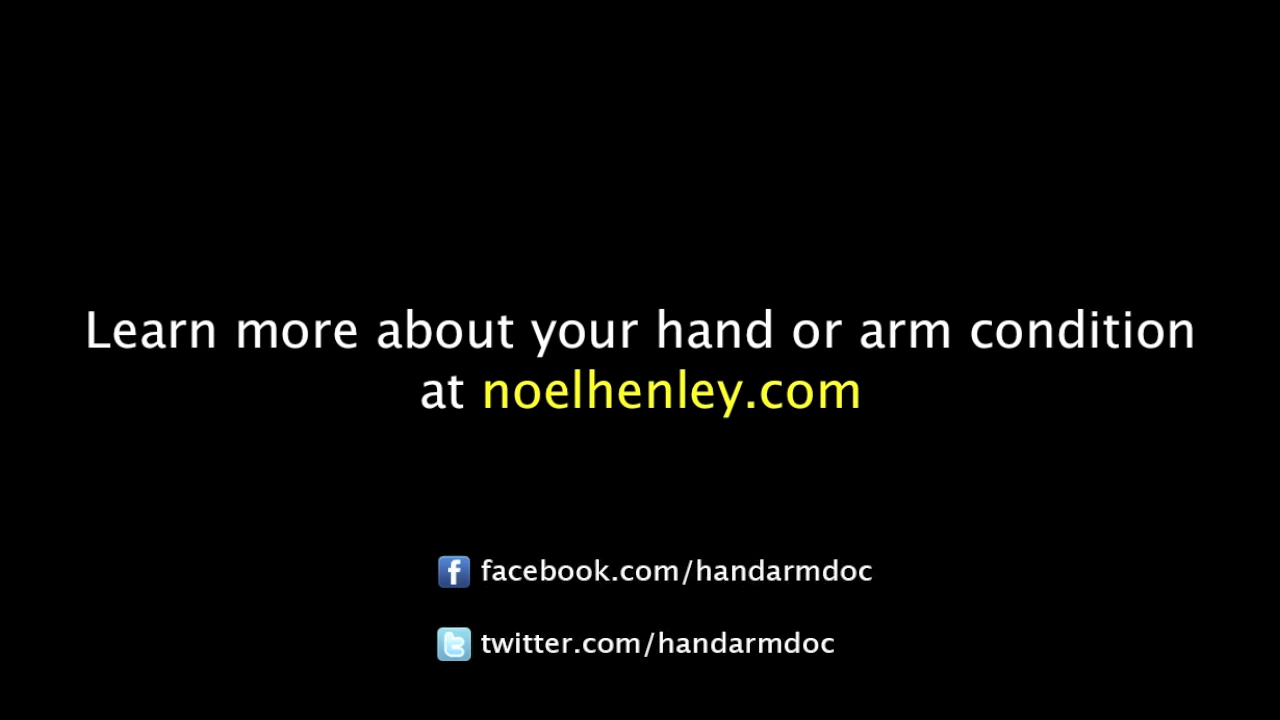 Learn more about your hand or arm condition
at noelhenley.com
facebook.com/handarmdoc
twitter.com/handarmdoc